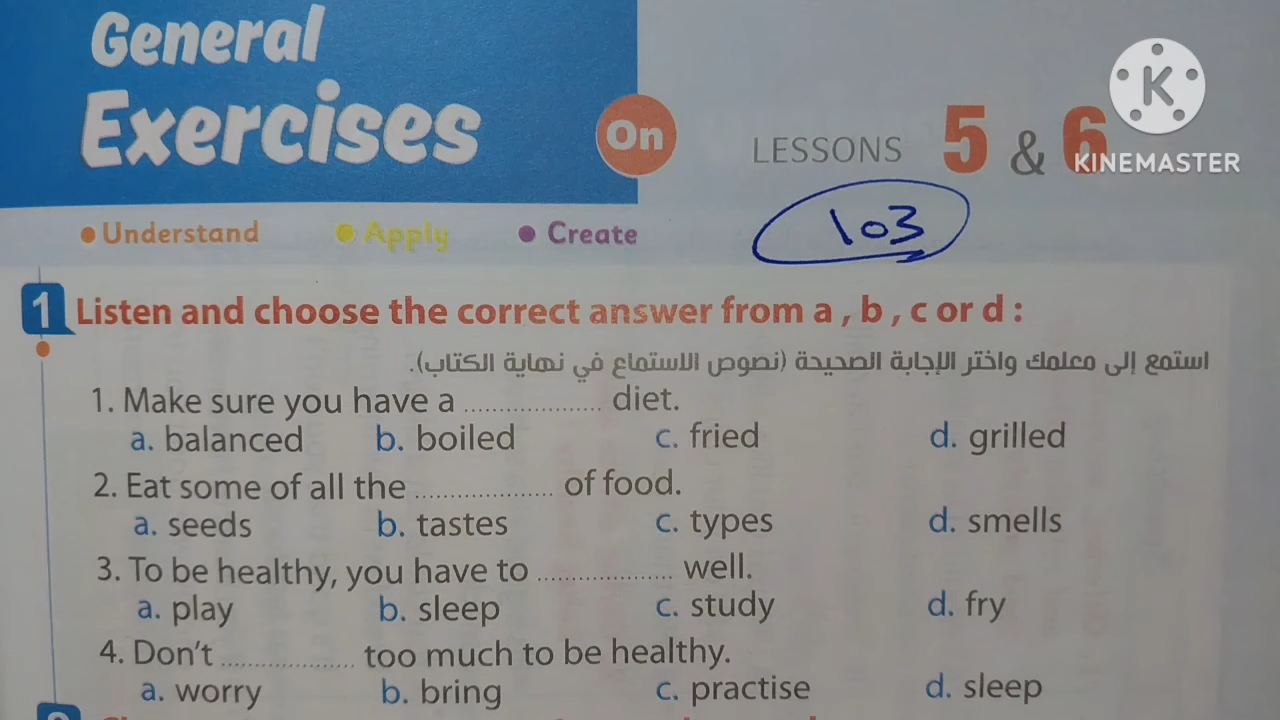 General
Exercises
On
LESSONS 5 & 6
K
KINEMASTER
103
• Understand • Apply • Create
1 Listen and choose the correct answer from a , b , c or d :
استمع إلى معلمك واختر الإجابة الصحيحة (نصوص الاستماع في نهاية الكتاب).
1. Make sure you have a .................... diet.
a. balanced b. boiled c. fried d. grilled
2. Eat some of all the .................... of food.
a. seeds b. tastes c. types d. smells
3. To be healthy, you have to .................... well.
a. play b. sleep c. study d. fry
4. Don't .................... too much to be healthy.
a. worry b. bring c. practise d. sleep